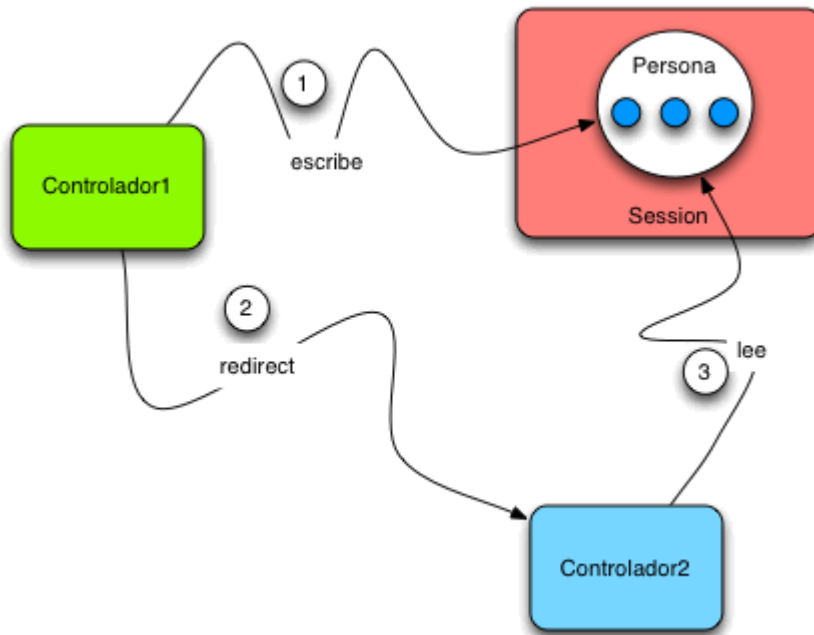 Persona
1
escribe
Controlador1
Session
2
redirect
lee
3
Controlador2